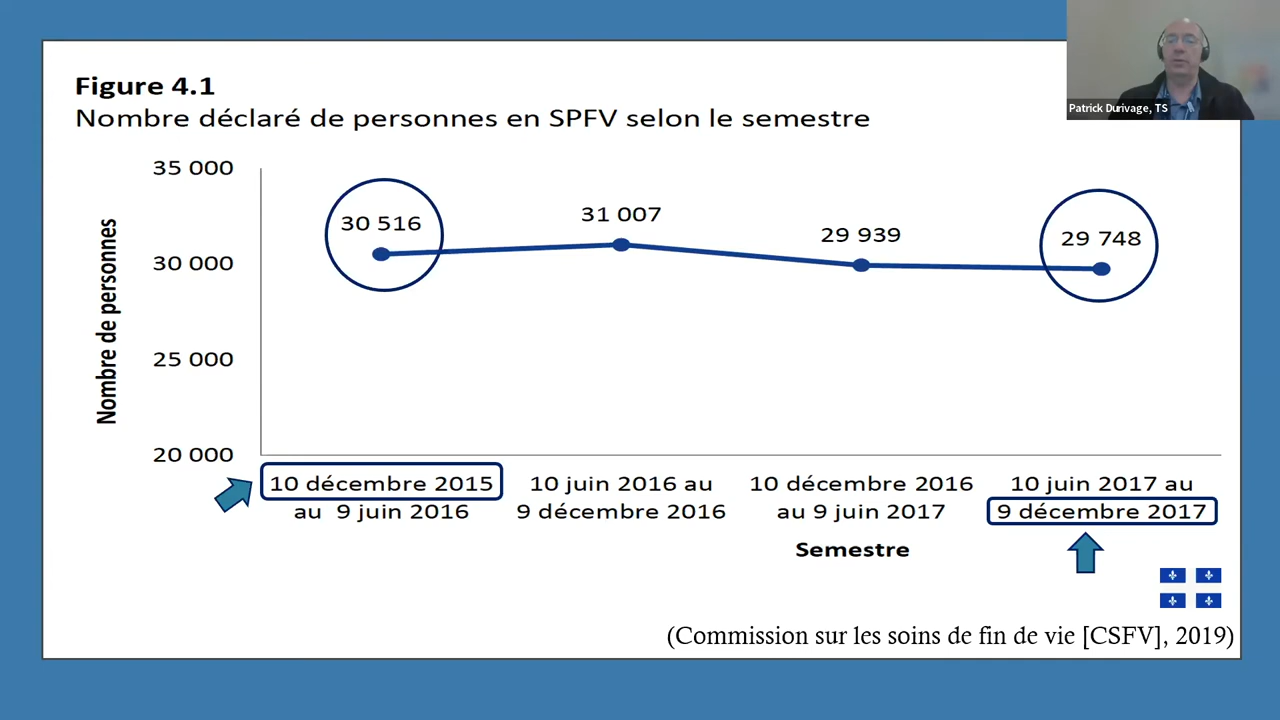 Patrick Durivage, TS
Figure 4.1
Nombre déclaré de personnes en SPFV selon le semestre
Nombre de personnes
35 000
30 000
25 000
20 000
30 516
31 007
29 939
29 748
10 décembre 2015
au 9 juin 2016
10 juin 2016 au
9 décembre 2016
10 décembre 2016
au 9 juin 2017
10 juin 2017 au
9 décembre 2017
Semestre
(Commission sur les soins de fin de vie [CSFV], 2019)